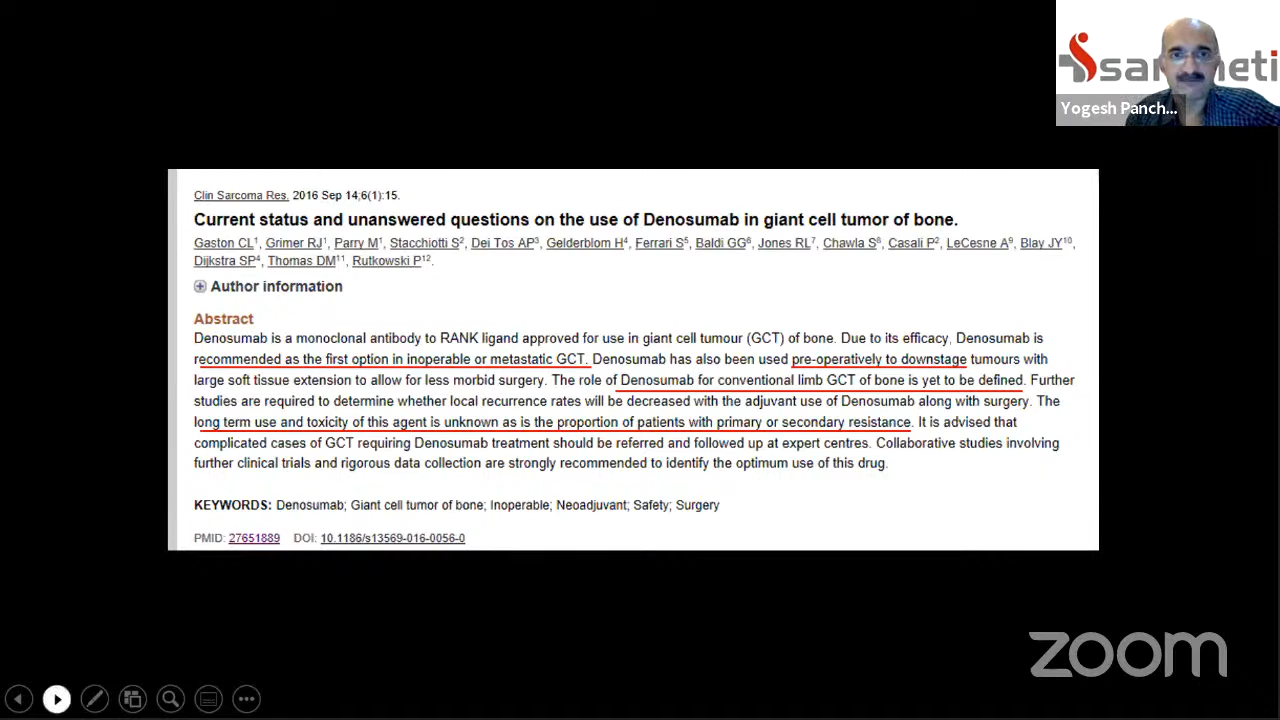 sar
eti
Yogesh Panch...
Clin Sarcoma Res. 2016 Sep 14;6(1):15.
Current status and unanswered questions on the use of Denosumab in giant cell tumor of bone.
Gaston CL1, Grimer RJ1, Parry M1, Stacchiotti S2, Dei Tos AP3, Gelderblom H4, Ferrari S5, Baldi GG6, Jones RL7, Chawla S8, Casali P2, LeCesne A9, Blay JY10,
Dijkstra SP4, Thomas DM11, Rutkowski P12.
Author information
Abstract
Denosumab is a monoclonal antibody to RANK ligand approved for use in giant cell tumour (GCT) of bone. Due to its efficacy, Denosumab is
recommended as the first option in inoperable or metastatic GCT. Denosumab has also been used pre-operatively to downstage tumours with
large soft tissue extension to allow for less morbid surgery. The role of Denosumab for conventional limb GCT of bone is yet to be defined. Further
studies are required to determine whether local recurrence rates will be decreased with the adjuvant use of Denosumab along with surgery. The
long term use and toxicity of this agent is unknown as is the proportion of patients with primary or secondary resistance. It is advised that
complicated cases of GCT requiring Denosumab treatment should be referred and followed up at expert centres. Collaborative studies involving
further clinical trials and rigorous data collection are strongly recommended to identify the optimum use of this drug.
KEYWORDS: Denosumab; Giant cell tumor of bone; Inoperable; Neoadjuvant; Safety; Surgery
PMID: 27651889 DOI: 10.1186/s13569-016-0056-0
zoom